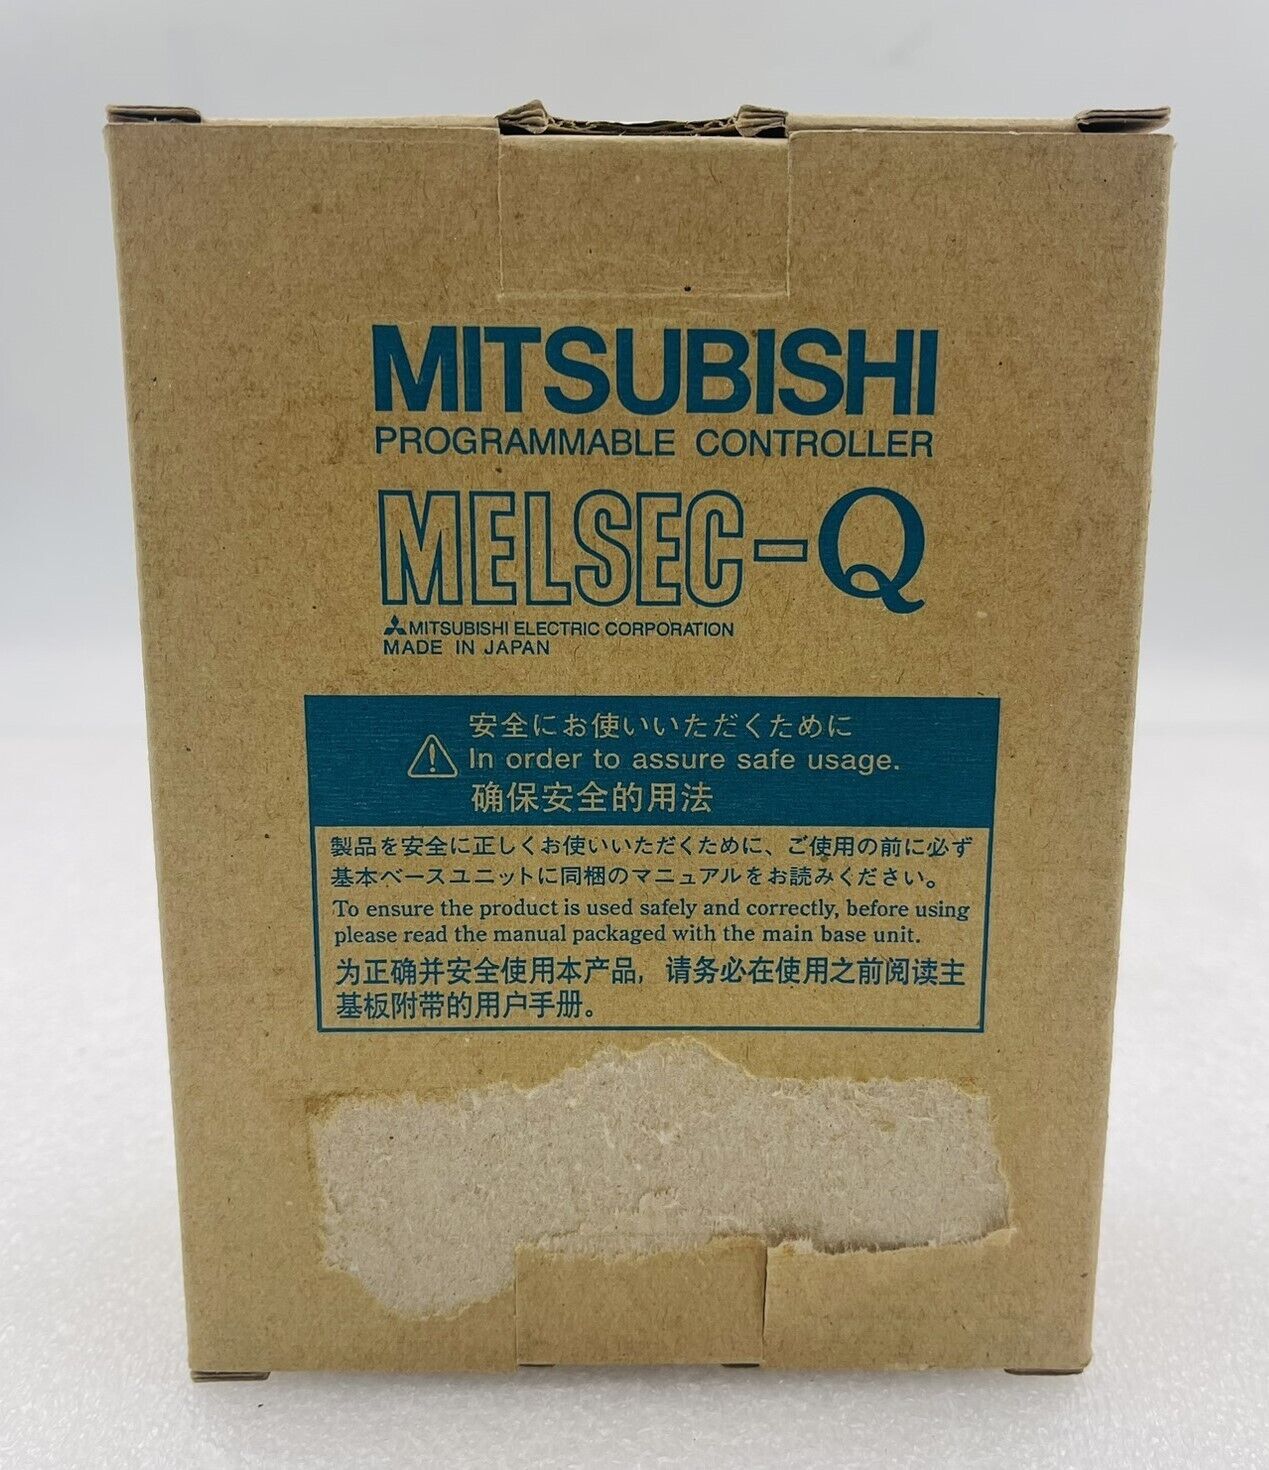 MITSUBISHI
PROGRAMMABLE CONTROLLER
MELSEC-Q
MITSUBISHI ELECTRIC CORPORATION
MADE IN JAPAN
安全にお使いいただくために
In order to assure safe usage.
确保安全的用法
製品を安全に正しくお使いいただくために、ご使用の前に必ず
基本ベースユニットに同梱のマニュアルをお読みください。
To ensure the product is used safely and correctly, before using
please read the manual packaged with the main base unit.
为正确并安全使用本产品，请务必在使用之前阅读主
基板附带的用户手册。